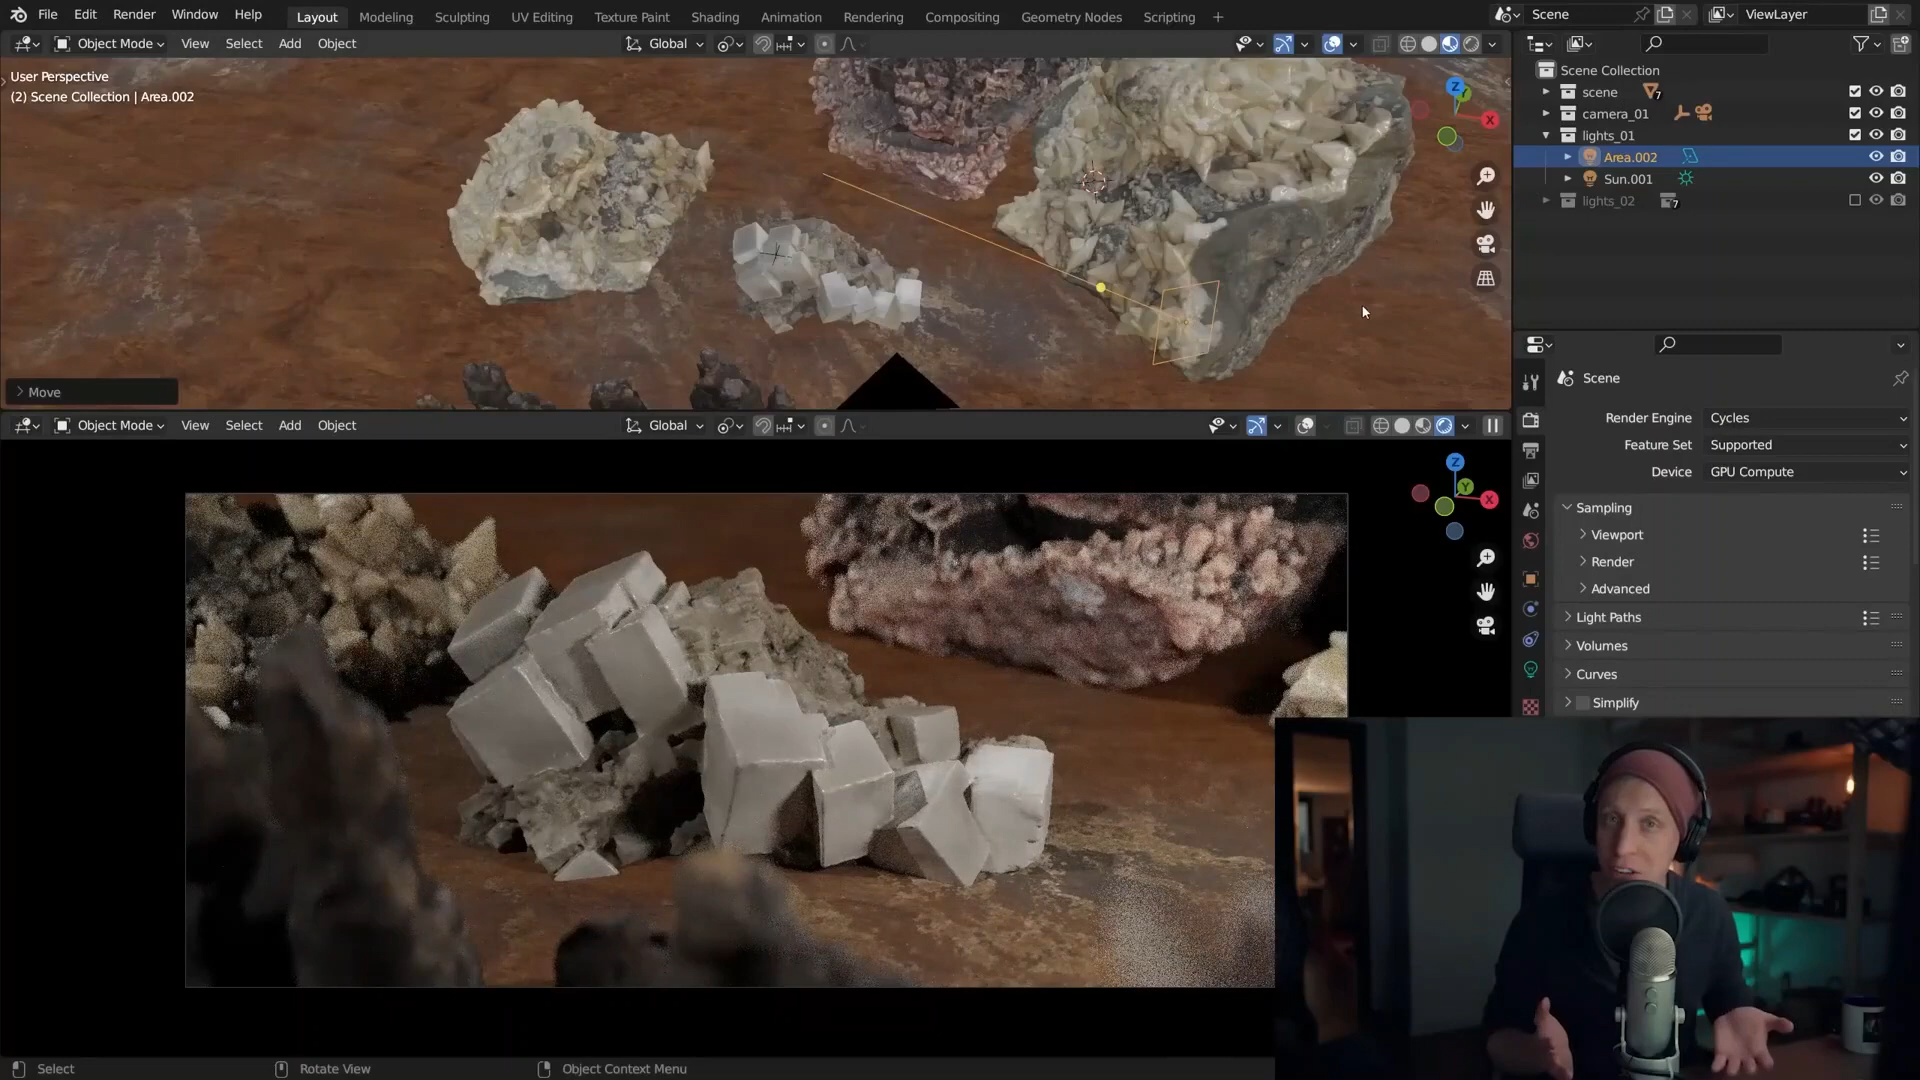 File Edit Render Window Help Layout Modeling Sculpting UV Editing Texture Paint Shading Animation Rendering Compositing Geometry Nodes Scripting + Scene ViewLayer
Object Mode View Select Add Object Global
User Perspective
(2) Scene Collection | Area.002
Z
Y
X
Move
Scene Collection
scene 7
camera_01
lights_01
Area.002
Sun.001
lights_02 7
Object Mode View Select Add Object Global
Z
Y
X
Scene
Render Engine Cycles
Feature Set Supported
Device GPU Compute
Sampling
Viewport
Render
Advanced
Light Paths
Volumes
Curves
Simplify
Select Rotate View Object Context Menu